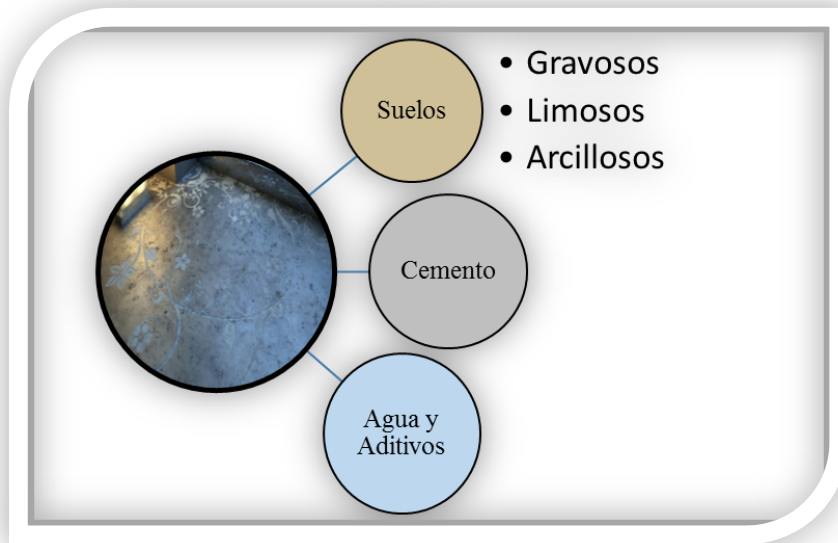 Suelos
• Gravosos
• Limosos
• Arcillosos
Cemento
Agua y
Aditivos